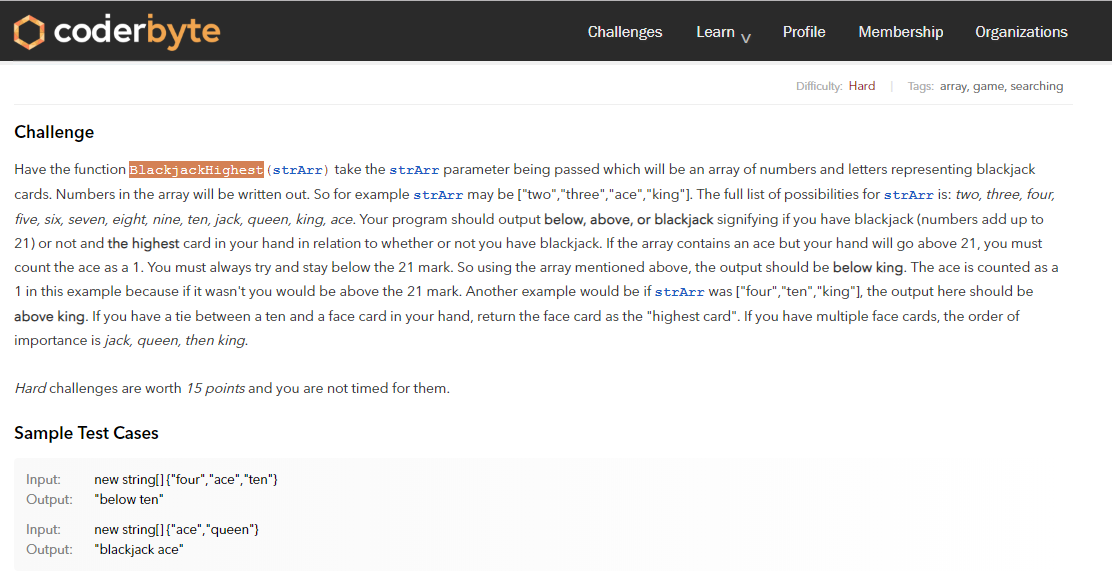 coderbyte
Challenges Learn Profile Membership Organizations
Difficulty: Hard | Tags: array, game, searching
Challenge
Have the function BlackjackHighest(strArr) take the strArr parameter being passed which will be an array of numbers and letters representing blackjack
cards. Numbers in the array will be written out. So for example strArr may be ["two","three","ace","king"]. The full list of possibilities for strArr is: two, three, four,
five, six, seven, eight, nine, ten, jack, queen, king, ace. Your program should output below, above, or blackjack signifying if you have blackjack (numbers add up to
21) or not and the highest card in your hand in relation to whether or not you have blackjack. If the array contains an ace but your hand will go above 21, you must
count the ace as a 1. You must always try and stay below the 21 mark. So using the array mentioned above, the output should be below king. The ace is counted as a
1 in this example because if it wasn't you would be above the 21 mark. Another example would be if strArr was ["four","ten","king"], the output here should be
above king. If you have a tie between a ten and a face card in your hand, return the face card as the "highest card". If you have multiple face cards, the order of
importance is jack, queen, then king.
Hard challenges are worth 15 points and you are not timed for them.
Sample Test Cases
Input: new string[] {"four","ace","ten"}
Output: "below ten"
Input: new string[] {"ace","queen"}
Output: "blackjack ace"